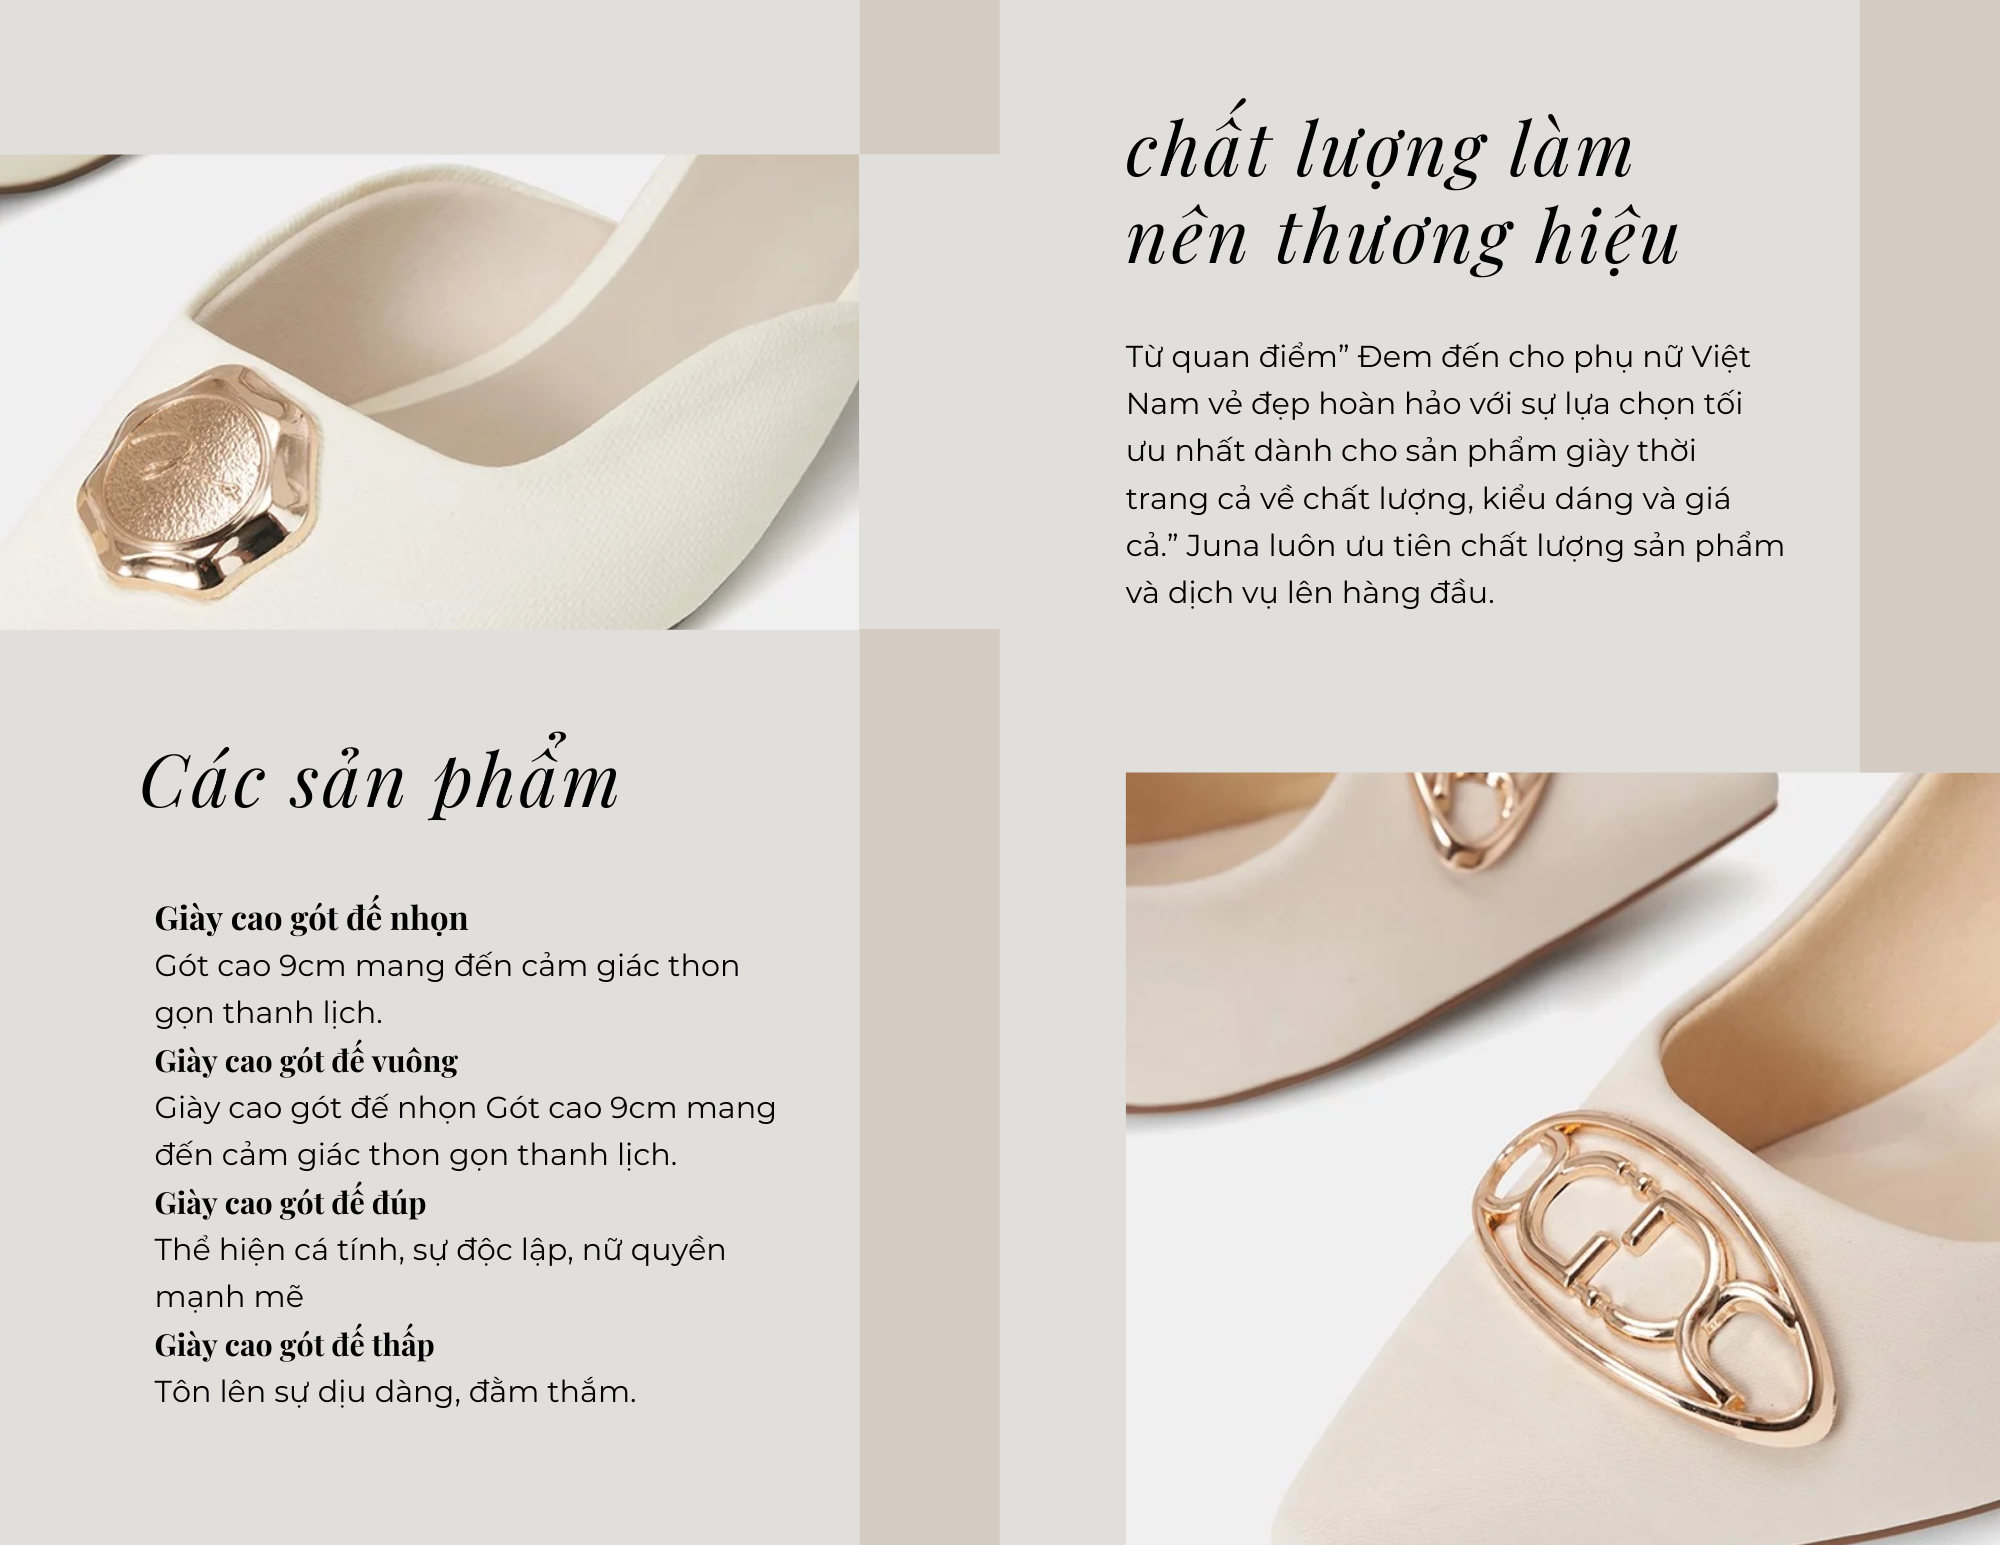 Các sản phẩm
Giày cao gót đế nhọn
Gót cao 9cm mang đến cảm giác thon
gọn thanh lịch.
Giày cao gót đế vuông
Giày cao gót đế nhọn Gót cao 9cm mang
đến cảm giác thon gọn thanh lịch.
Giày cao gót đế đúp
Thể hiện cá tính, sự độc lập, nữ quyền
mạnh mẽ
Giày cao gót đế thấp
Tôn lên sự dịu dàng, đằm thắm.
chất lượng làm
nên thương hiệu
Từ quan điểm” Đem đến cho phụ nữ Việt
Nam vẻ đẹp hoàn hảo với sự lựa chọn tối
ưu nhất dành cho sản phẩm giày thời
trang cả về chất lượng, kiểu dáng và giá
cả.” Juna luôn ưu tiên chất lượng sản phẩm
và dịch vụ lên hàng đầu.